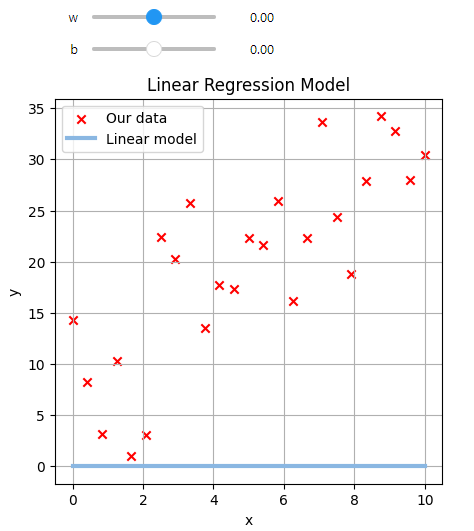 w 0.00
b 0.00
Linear Regression Model
Our data
Linear model
35
30
25
20
15
10
5
0
y
0 2 4 6 8 10
x